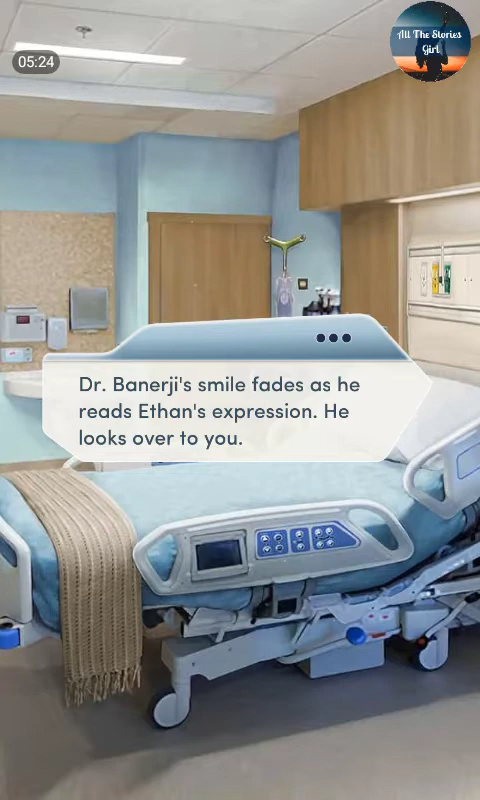 All The Stories
Girl
05:24
Dr. Banerji's smile fades as he
reads Ethan's expression. He
looks over to you.